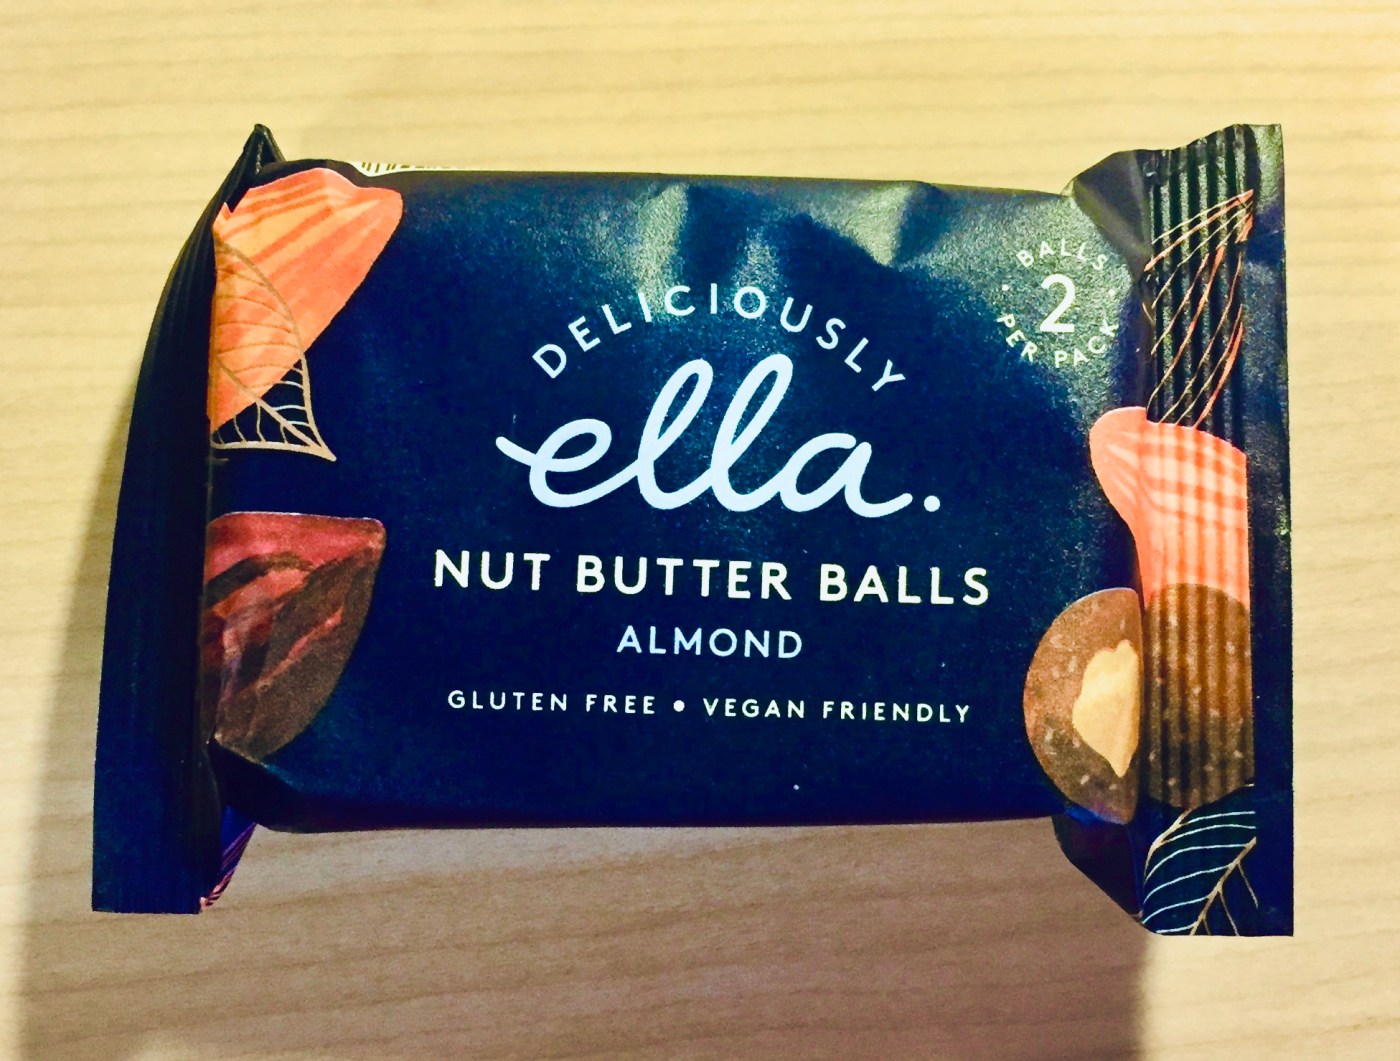 DELICIOUSLY
ella.
NUT BUTTER BALLS
ALMOND
GLUTEN FREE • VEGAN FRIENDLY
BALLS
2
PER PACK